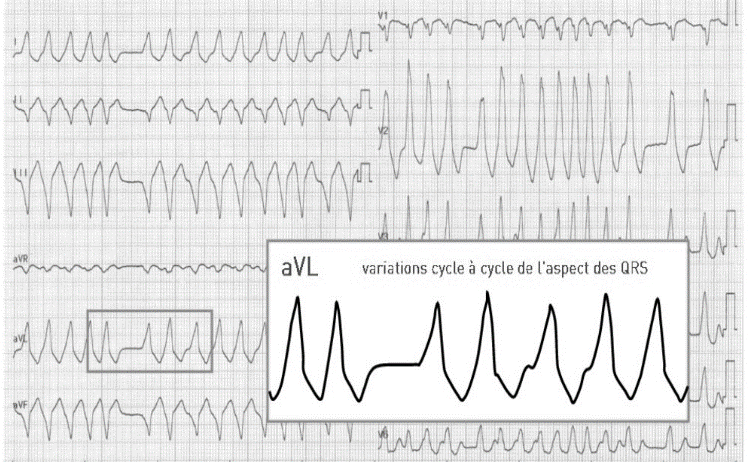 V1
I
II
V2
III
V3
aVR
aVL variations cycle à cycle de l'aspect des QRS
aVL
aVF
V6